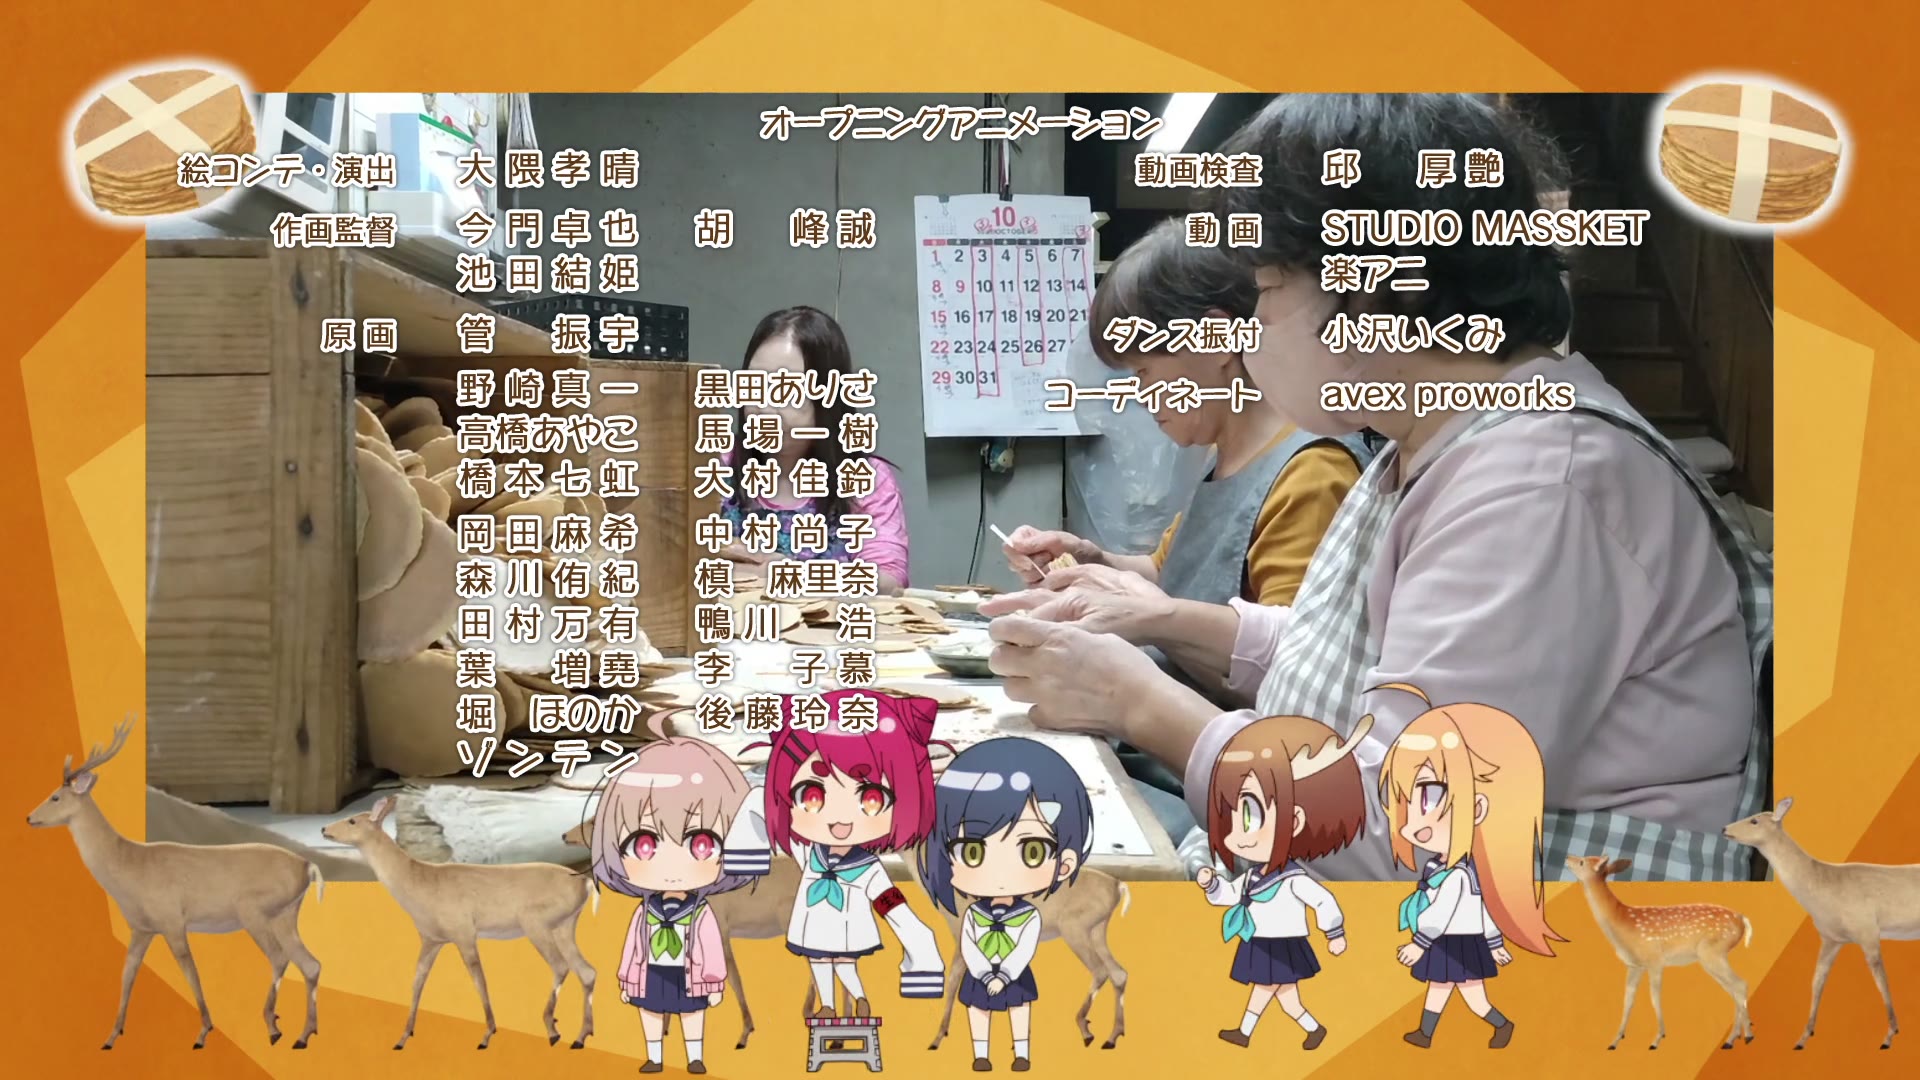 オープニングアニメーション
絵コンテ・演出 大隈孝晴
作画監督 今門卓也 胡 峰誠
池田結姫
原画 管 振宇
野崎真一 黒田ありさ
高橋あやこ 馬場一樹
橋本七虹 大村佳鈴
岡田麻希 中村尚子
森川侑紀 槙 麻里奈
田村万有 鴨川 浩
葉 増堯 李 子慕
堀 ほのか 後藤玲奈
ゾンテン
動画検査 邱 厚艶
動画 STUDIO MASSKET
楽アニ
ダンス振付 小沢いくみ
コーディネート avex proworks
10
OCTOBER
1 2 3 4 5 6 7
8 9 10 11 12 13 14
15 16 17 18 19 20 21
22 23 24 25 26 27
29 30 31